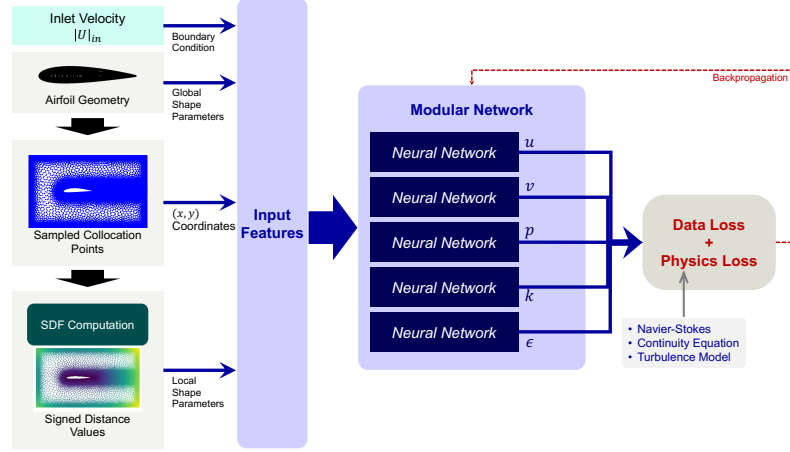 Inlet Velocity
|U|in
Boundary
Condition
Airfoil Geometry
Global
Shape
Parameters
Sampled Collocation
Points
(x, y)
Coordinates
SDF Computation
Signed Distance
Values
Local
Shape
Parameters
Input
Features
Modular Network
Neural Network
u
Neural Network
v
Neural Network
p
Neural Network
k
Neural Network
ϵ
Backpropagation
Data Loss
+
Physics Loss
• Navier-Stokes
• Continuity Equation
• Turbulence Model